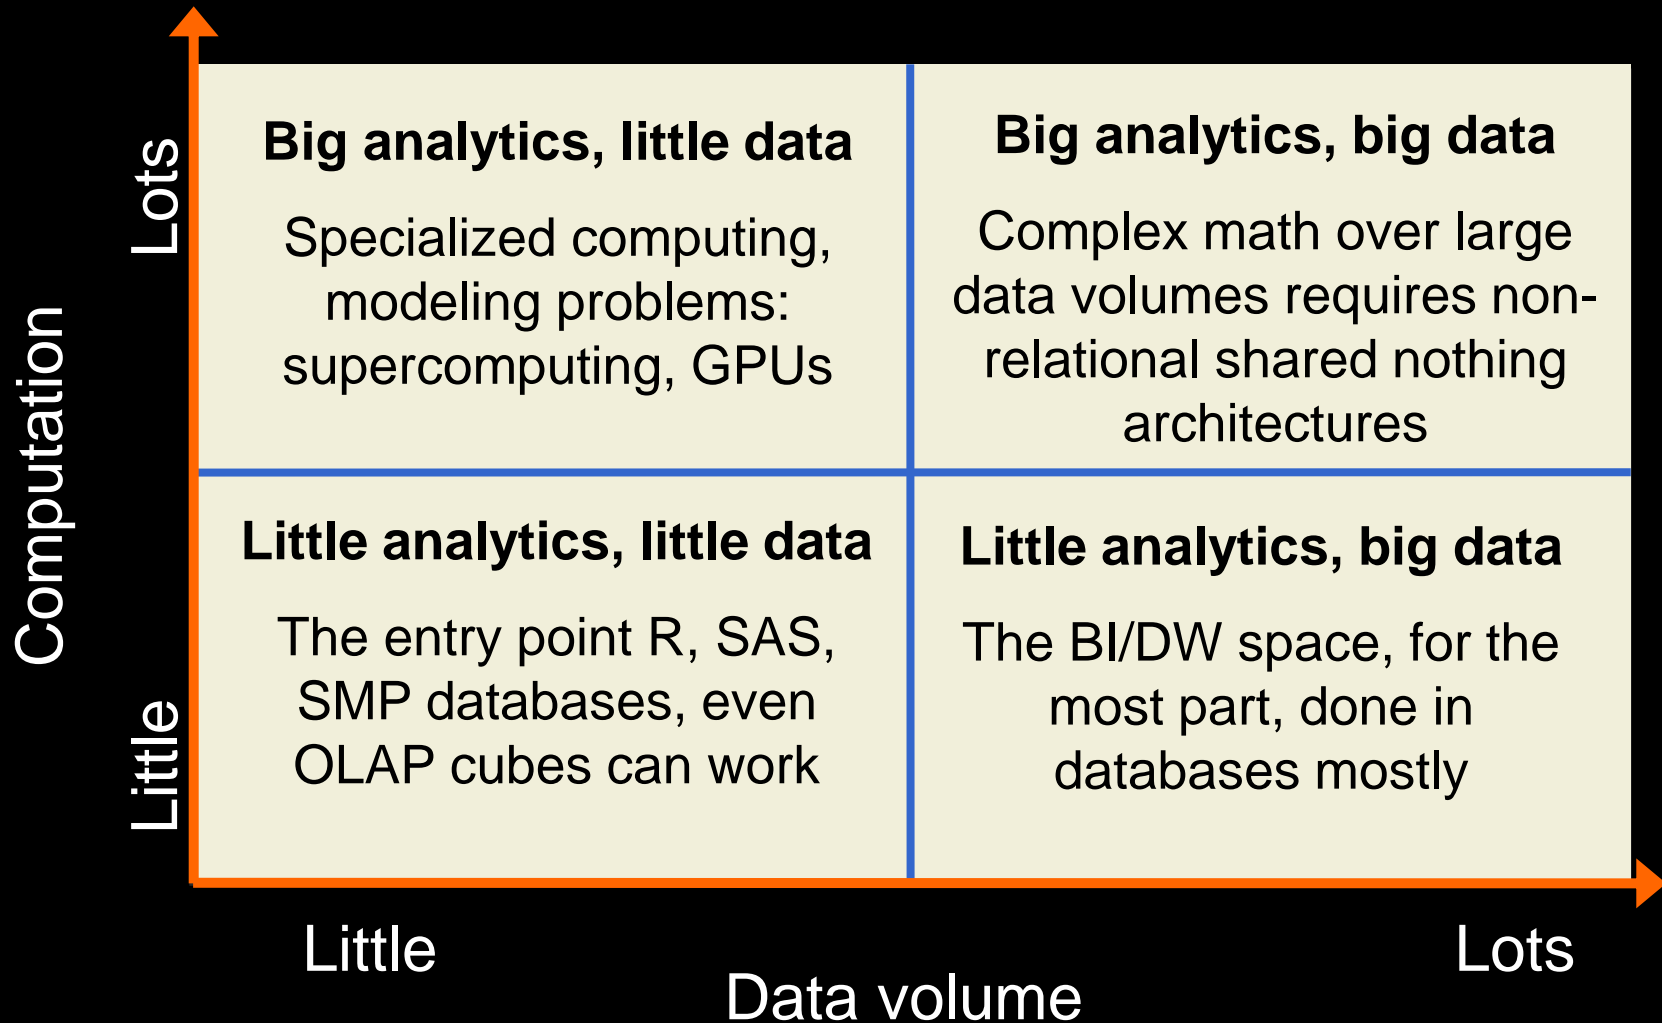 Computation
Lots
Little
Big analytics, little data
Specialized computing,
modeling problems:
supercomputing, GPUs
Big analytics, big data
Complex math over large
data volumes requires non-
relational shared nothing
architectures
Little analytics, little data
The entry point R, SAS,
SMP databases, even
OLAP cubes can work
Little analytics, big data
The BI/DW space, for the
most part, done in
databases mostly
Little
Lots
Data volume